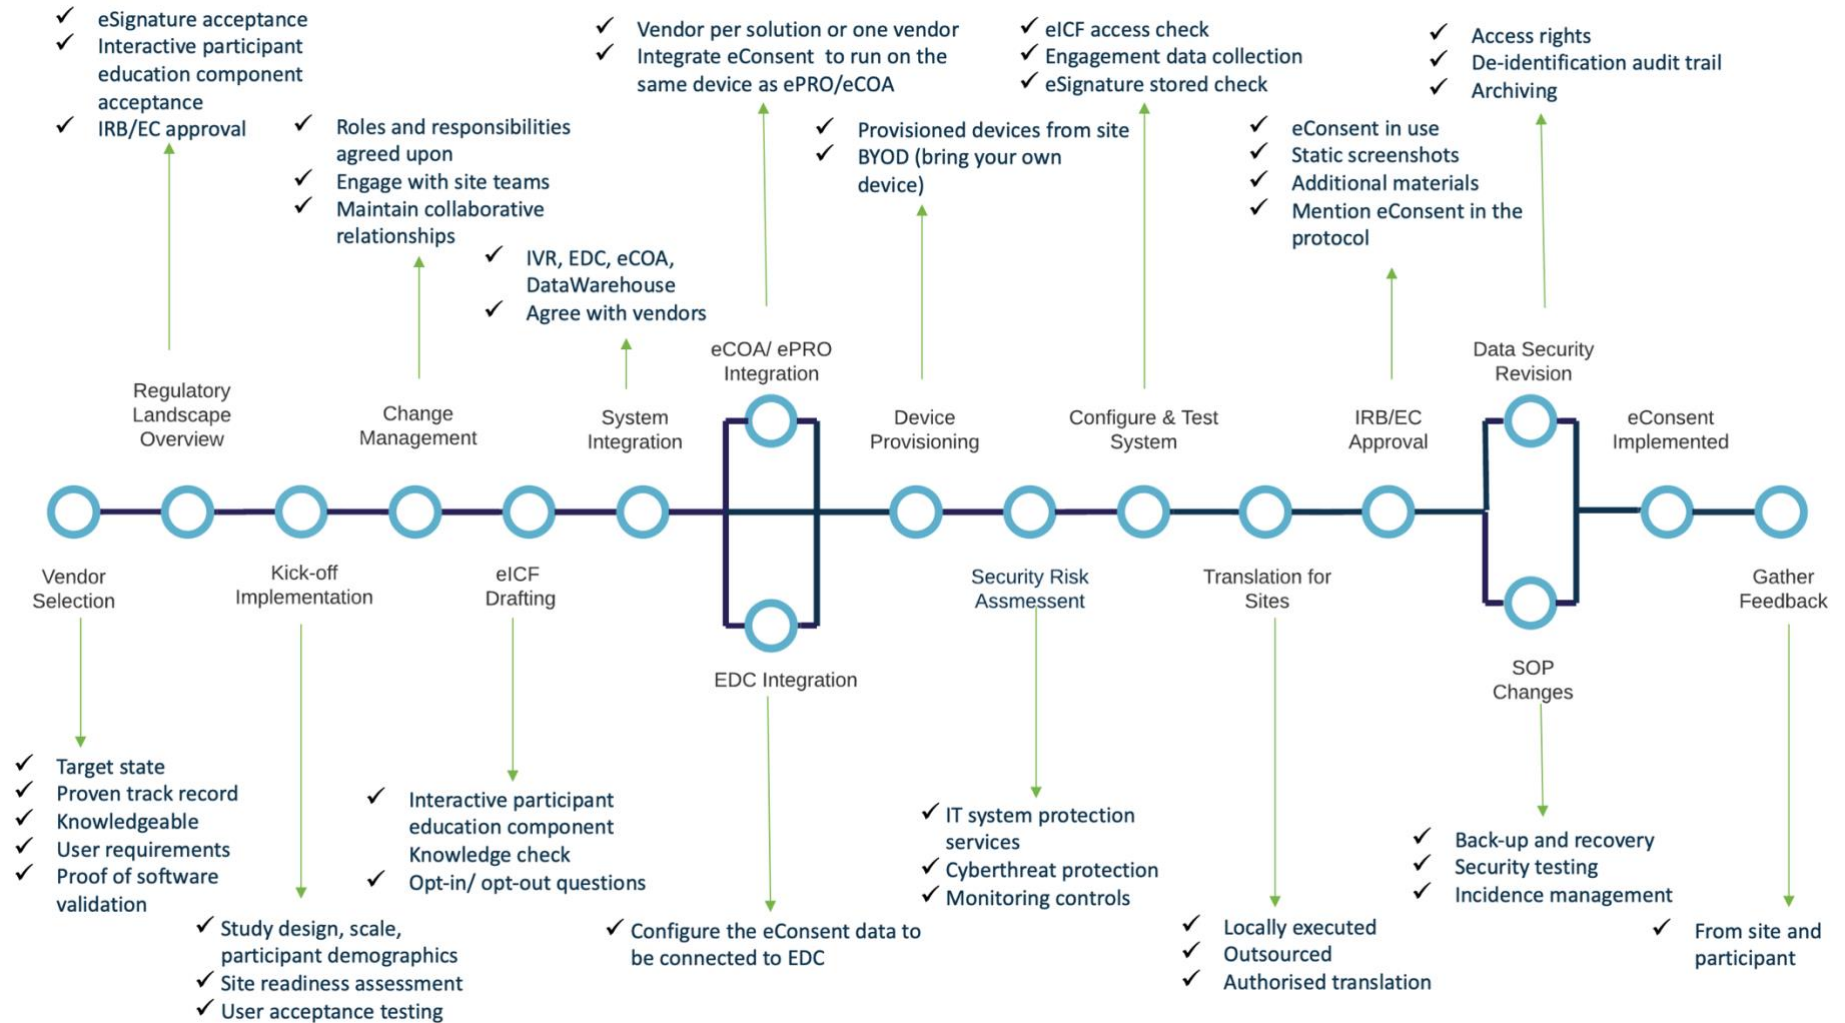 eSignature acceptance
Interactive participant
education component
acceptance
IRB/EC approval
Roles and responsibilities
agreed upon
Engage with site teams
Maintain collaborative
relationships
IVR, EDC, eCOA,
DataWarehouse
Agree with vendors
Vendor per solution or one vendor
Integrate eConsent to run on the
same device as ePRO/eCOA
Provisioned devices from site
BYOD (bring your own
device)
eICF access check
Engagement data collection
eSignature stored check
eConsent in use
Static screenshots
Additional materials
Mention eConsent in the
protocol
Access rights
De-identification audit trail
Archiving
Regulatory
Landscape
Overview
Change
Management
System
Integration
eCOA/ ePRO
Integration
Device
Provisioning
Configure & Test
System
IRB/EC
Approval
Data Security
Revision
eConsent
Implemented
Vendor
Selection
Kick-off
Implementation
eICF
Drafting
EDC Integration
Security Risk
Assmessent
Translation for
Sites
SOP
Changes
Gather
Feedback
Target state
Proven track record
Knowledgeable
User requirements
Proof of software
validation
Study design, scale,
participant demographics
Site readiness assessment
User acceptance testing
Interactive participant
education component
Knowledge check
Opt-in/ opt-out questions
Configure the eConsent data to
be connected to EDC
IT system protection
services
Cyberthreat protection
Monitoring controls
Locally executed
Outsourced
Authorised translation
Back-up and recovery
Security testing
Incidence management
From site and
participant